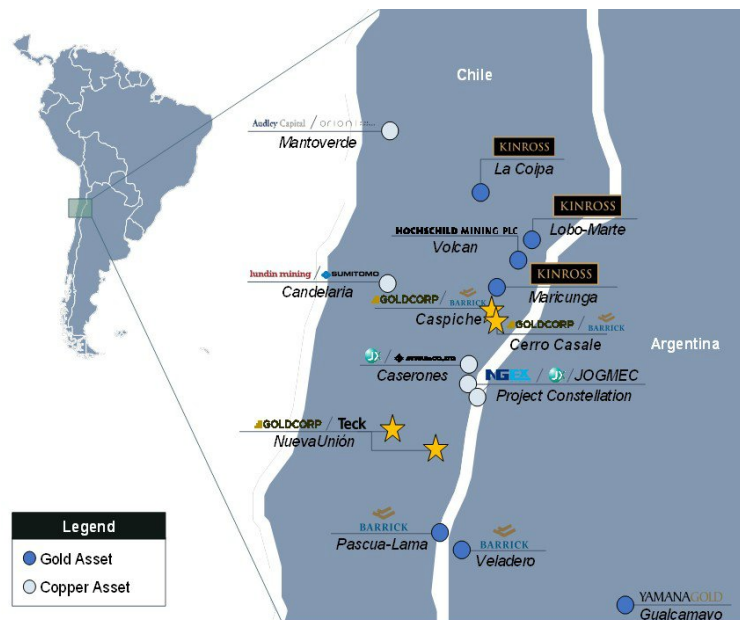 Chile
Audley Capital / orion
Mantoverde
KINROSS
La Coipa
KINROSS
Lobo-Marte
HOCHSCHILD MINING PLC
Volcan
lundin mining / SUMITOMO
Candelaria
KINROSS
Maricunga
GOLDCORP / BARRICK
Caspiche
GOLDCORP / BARRICK
Cerro Casale
Argentina
Caserones
NGEX / JX / JOGMEC
Project Constellation
GOLDCORP / Teck
NuevaUnión
BARRICK
Pascua-Lama
BARRICK
Veladero
Legend
Gold Asset
Copper Asset
YAMANAGOLD
Gualcamayo